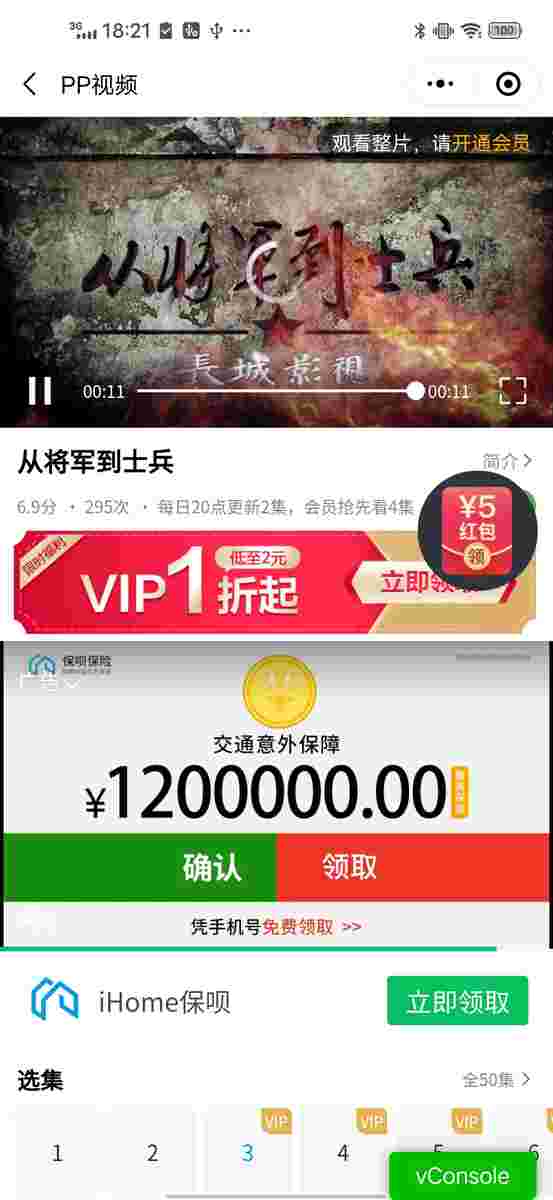 3G 18:21 100
PP视频
观看整片，请开通会员
从将军到士兵
長城影視
00:11 00:11
从将军到士兵 简介
6.9分 · 295次 · 每日20点更新2集，会员抢先看4集
¥5
红包
领
限时福利
VIP1折起 低至2元
立即领取
保呗保险
广告
交通意外保障
¥1200000.00
确认 领取
凭手机号免费领取 >>
iHome保呗 立即领取
选集 全50集
VIP VIP VIP
1 2 3 4 5 6
vConsole